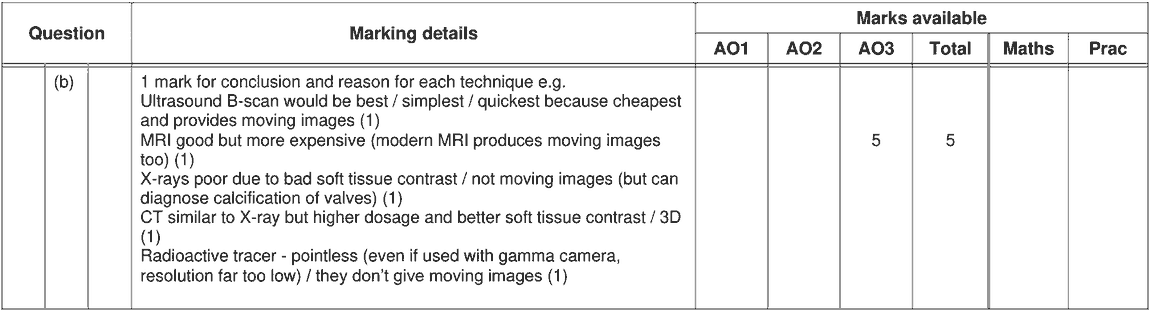 Question Marking details Marks available
AO1 AO2 AO3 Total Maths Prac
(b) 1 mark for conclusion and reason for each technique e.g.
Ultrasound B-scan would be best / simplest / quickest because cheapest
and provides moving images (1)
MRI good but more expensive (modern MRI produces moving images 5 5
too) (1)
X-rays poor due to bad soft tissue contrast / not moving images (but can
diagnose calcification of valves) (1)
CT similar to X-ray but higher dosage and better soft tissue contrast / 3D
(1)
Radioactive tracer - pointless (even if used with gamma camera,
resolution far too low) / they don't give moving images (1)